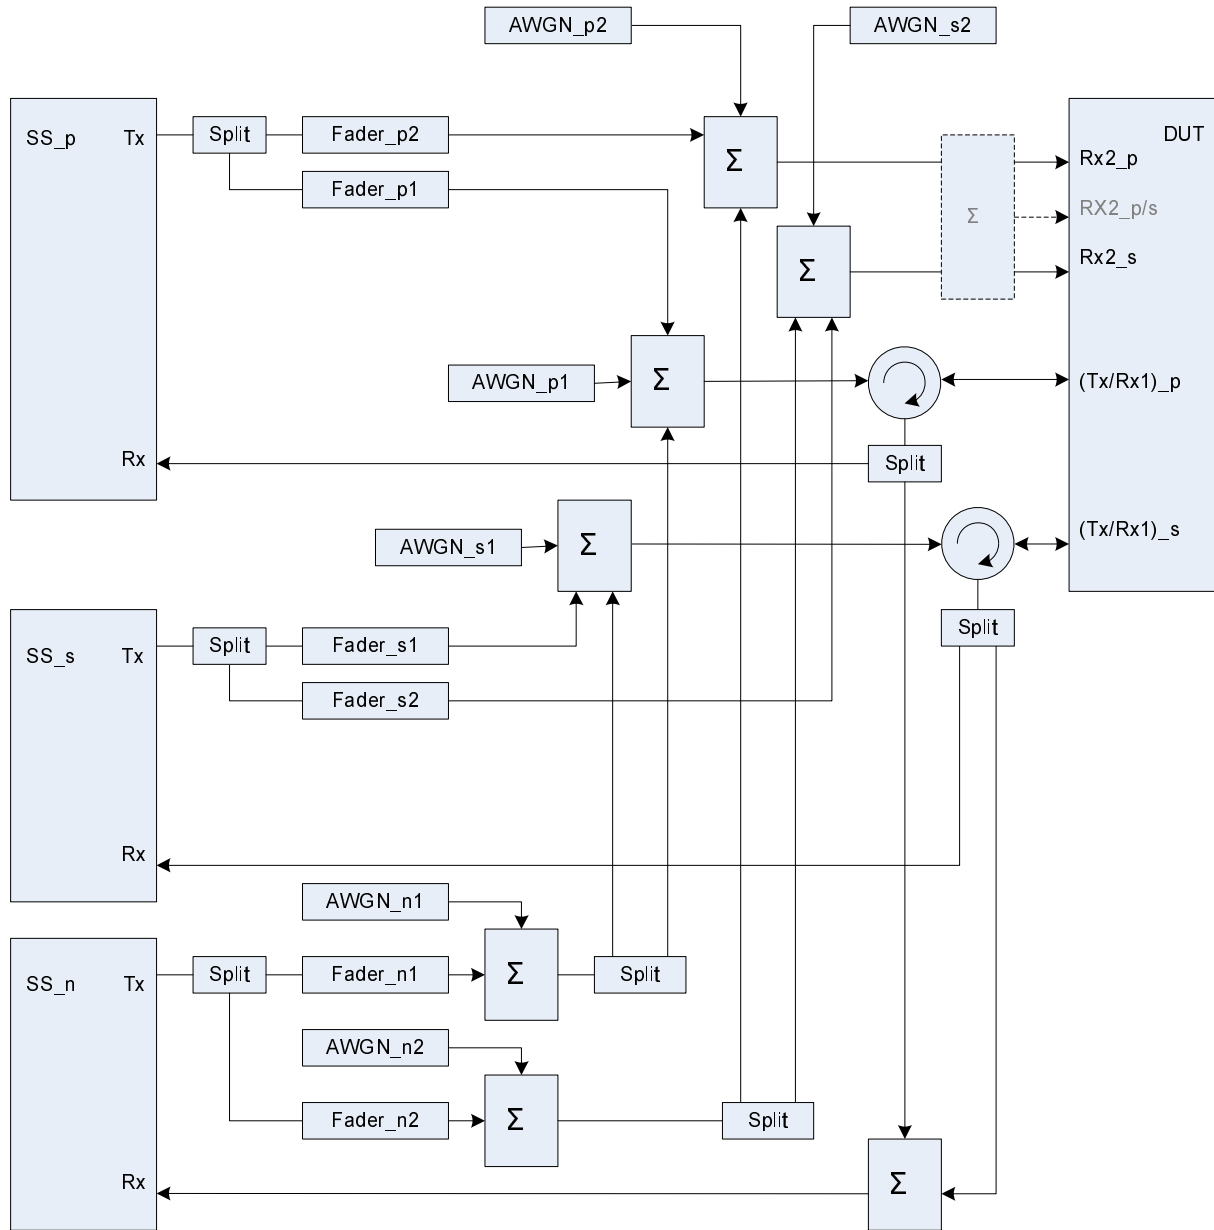 AWGN_p2
AWGN_s2
SS_p
Tx
Split
Fader_p2
Σ
DUT
Rx2_p
Fader_p1
Σ
RX2_p/s
Σ
Rx2_s
AWGN_p1
Σ
(Tx/Rx1)_p
Rx
Split
AWGN_s1
Σ
(Tx/Rx1)_s
Split
SS_s
Tx
Split
Fader_s1
Fader_s2
Rx
AWGN_n1
SS_n
Tx
Split
Fader_n1
Σ
Split
AWGN_n2
Fader_n2
Σ
Split
Rx
Σ